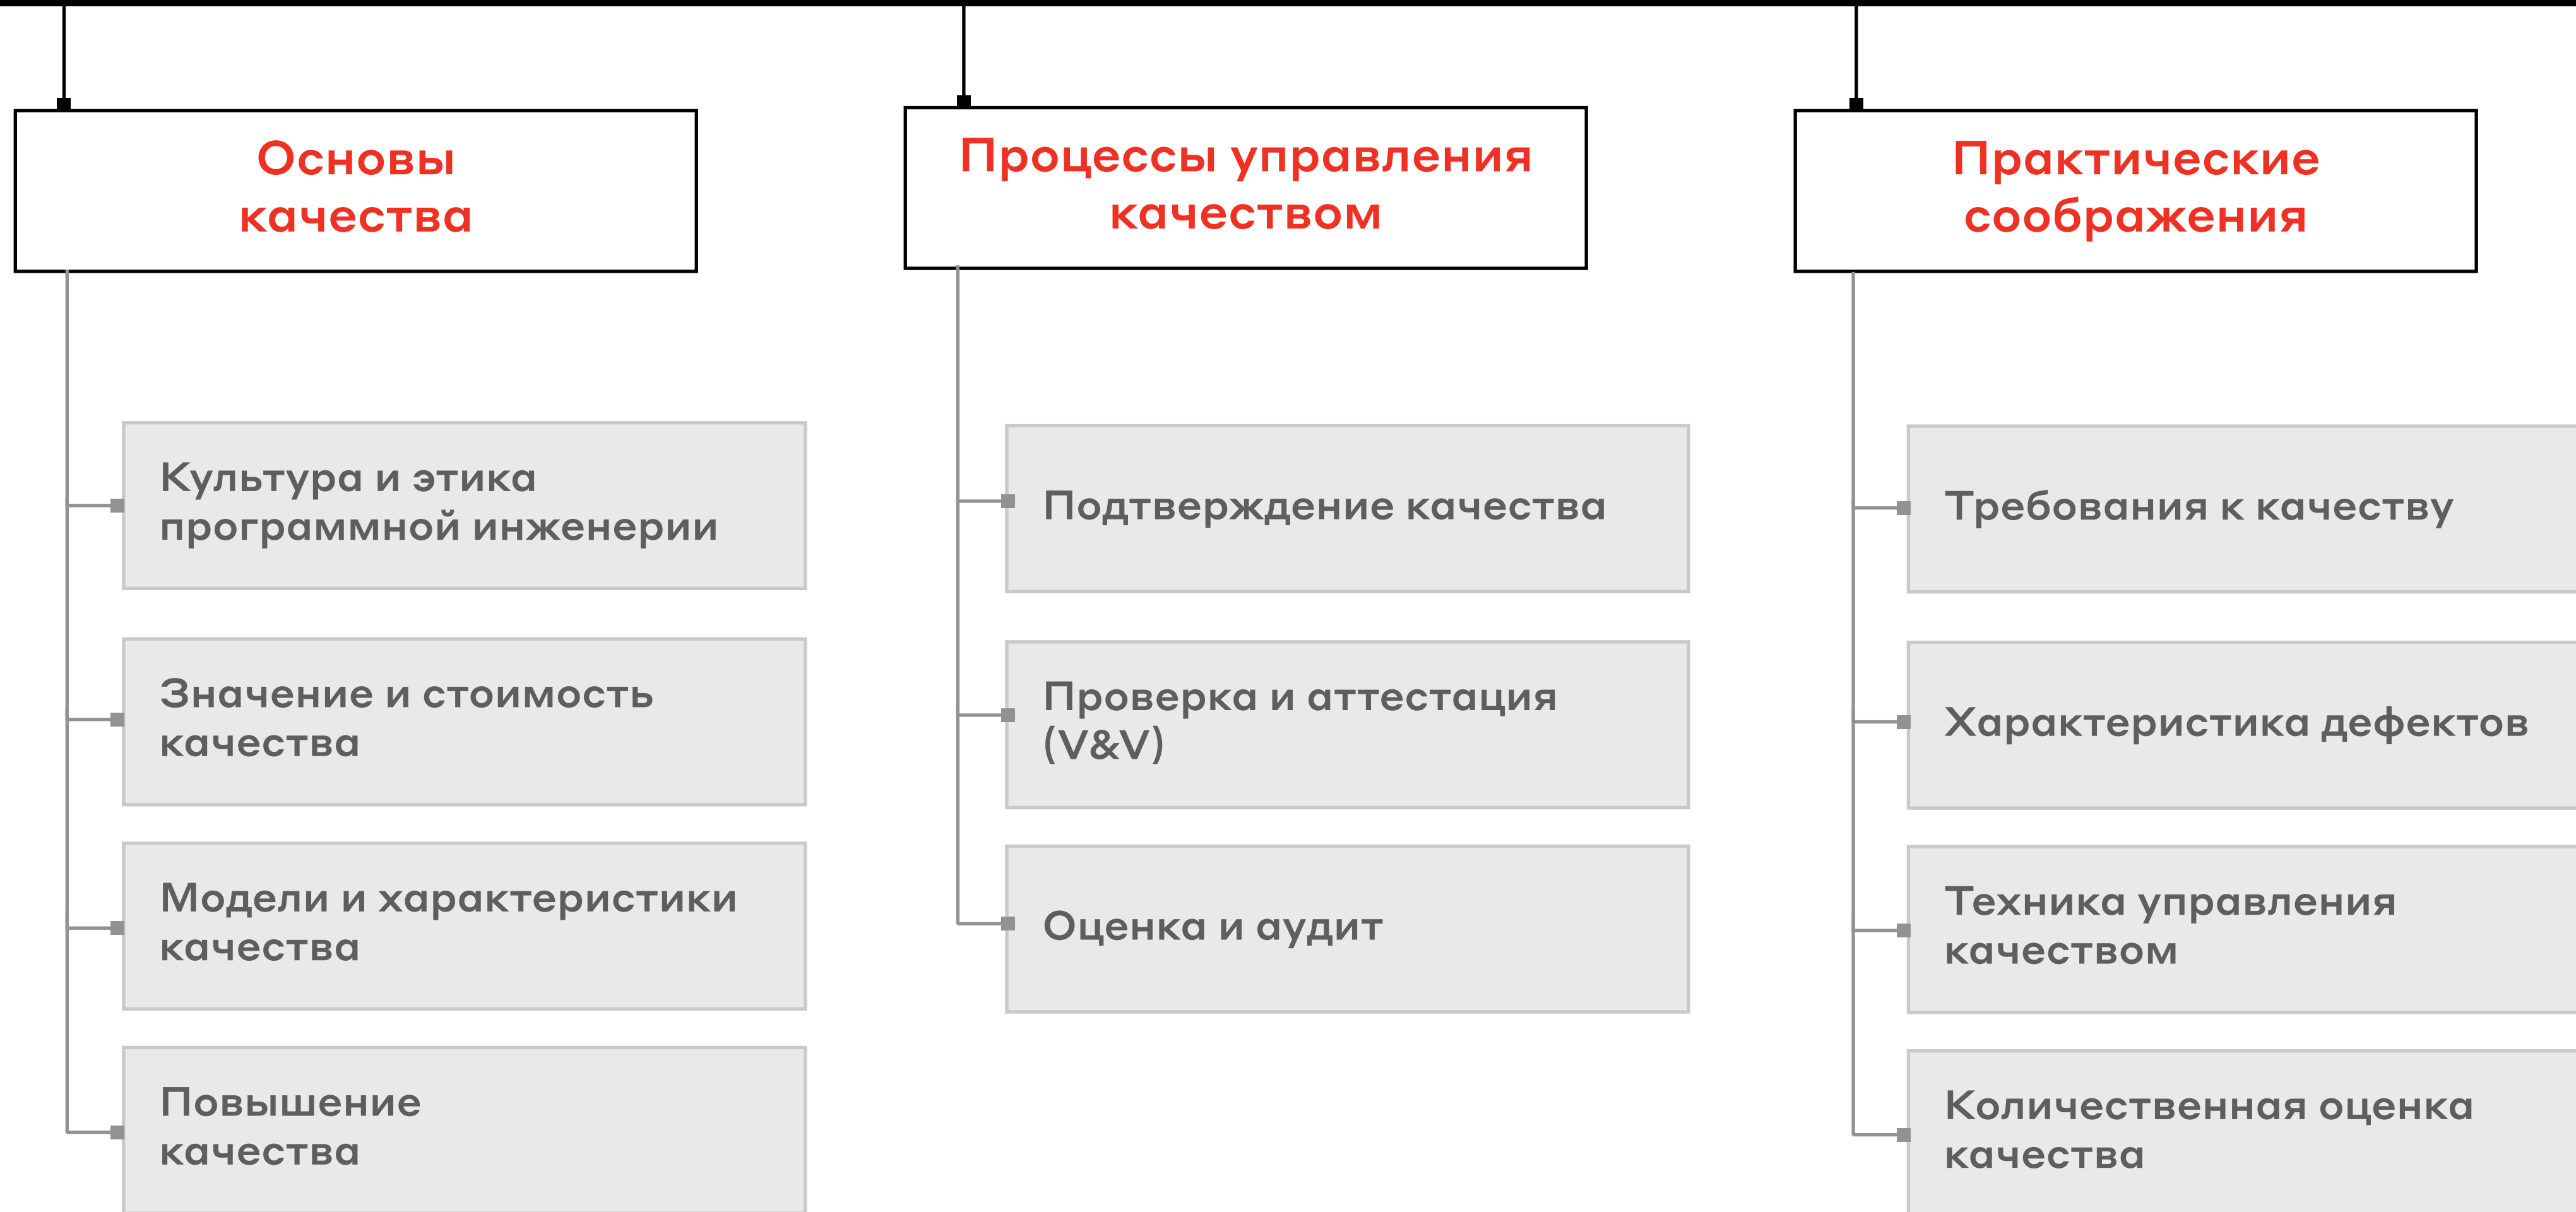 Основы
качества
Культура и этика
программной инженерии
Значение и стоимость
качества
Модели и характеристики
качества
Повышение
качества
Процессы управления
качеством
Подтверждение качества
Проверка и аттестация
(V&V)
Оценка и аудит
Практические
соображения
Требования к качеству
Характеристика дефектов
Техника управления
качеством
Количественная оценка
качества